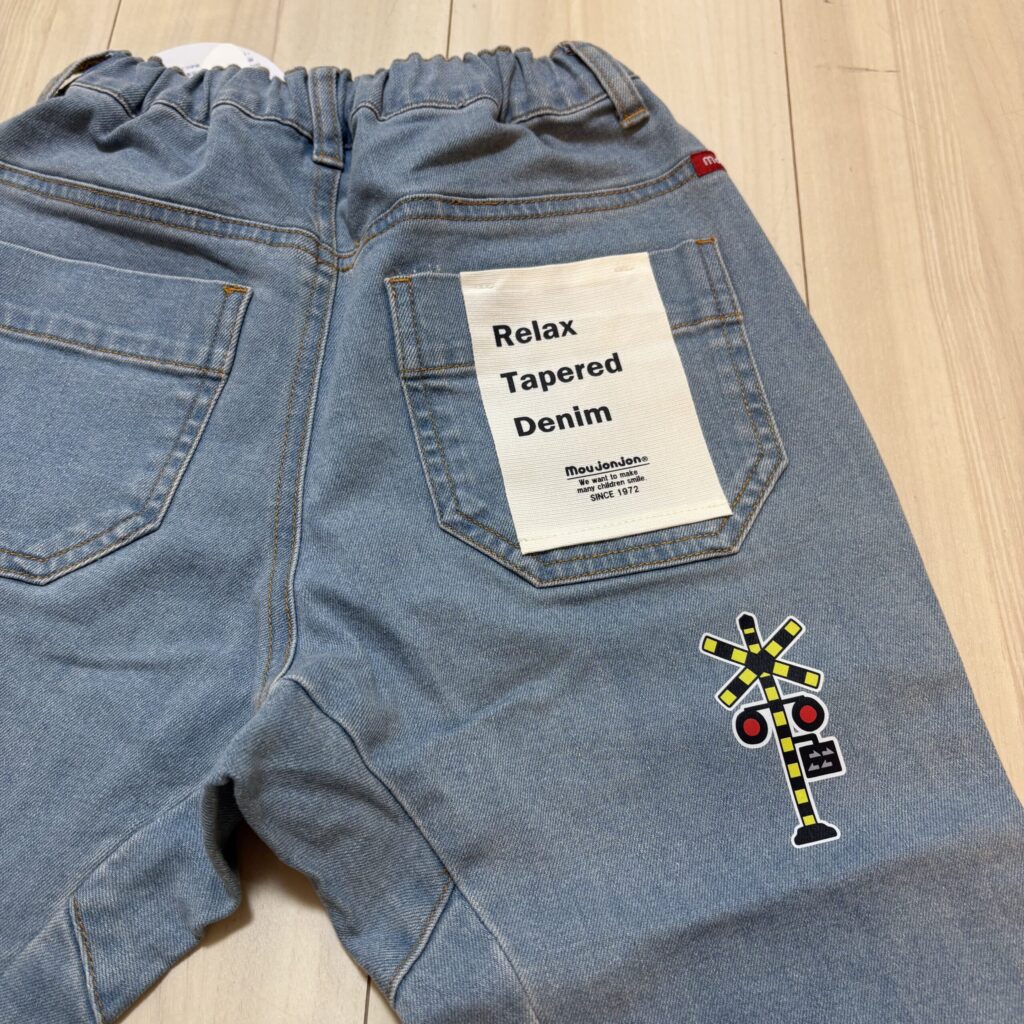 Relax
Tapered
Denim
moujonjon®
We want to make
many children smile.
SINCE 1972